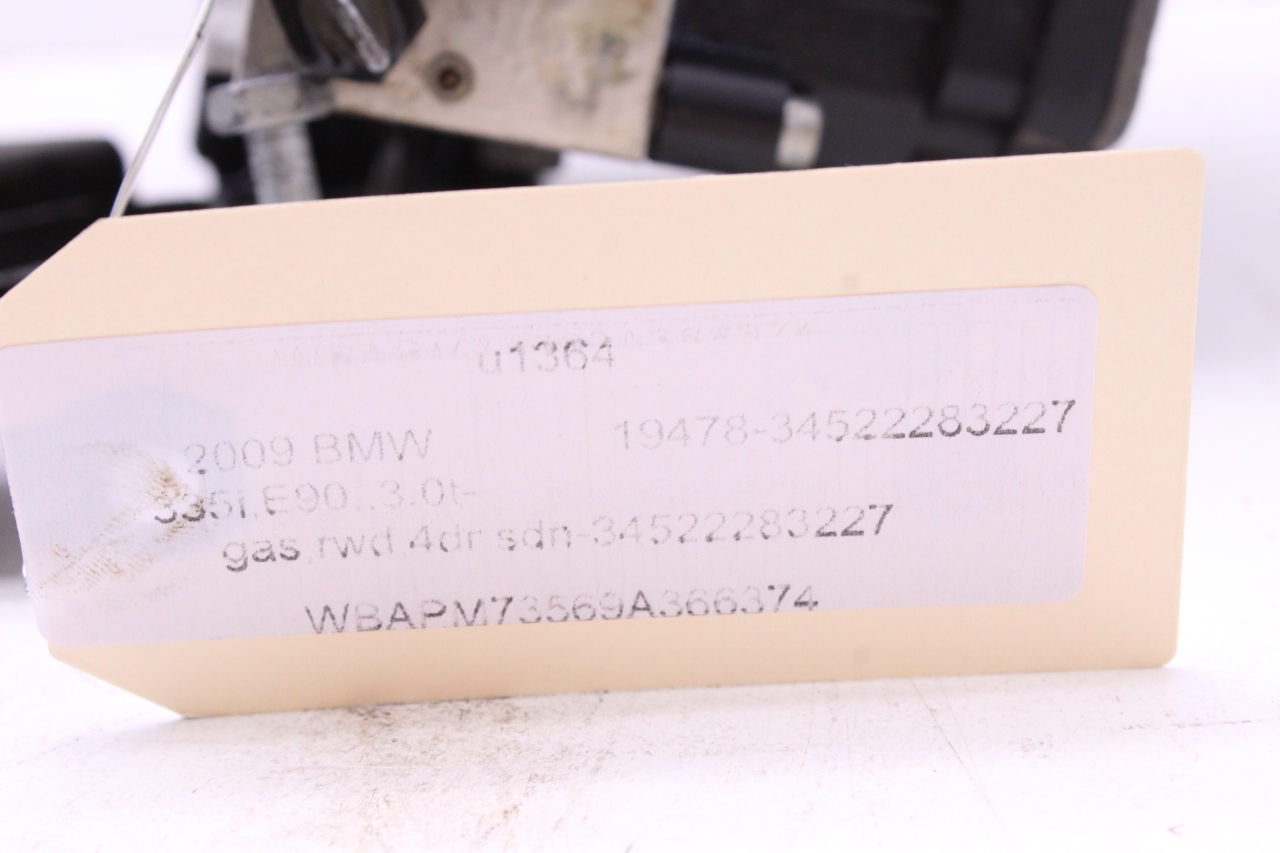 u1364
19478-34522283227
2009 BMW
335i,E90,.3.0t-
gas,rwd,4dr sdn-34522283227
WBAPM73569A366374